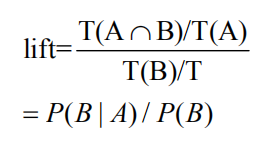 lift= T(A∩B)/T(A)
T(B)/T
= P(B | A) / P(B)